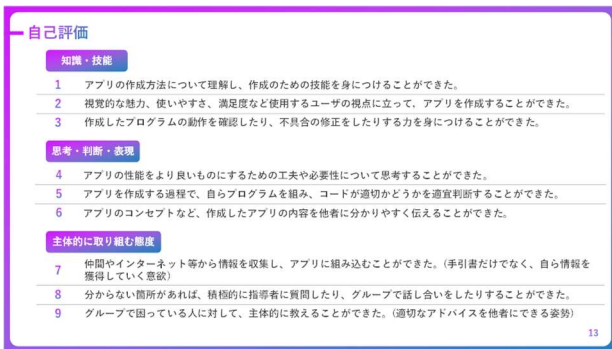 自己評価
知識・技能
1 アプリの作成方法について理解し、作成のための技能を身につけることができた。
2 視覚的な魅力、使いやすさ、満足度など使用するユーザの視点に立って、アプリを作成することができた。
3 作成したプログラムの動作を確認したり、不具合の修正をしたりする力を身につけることができた。
思考・判断・表現
4 アプリの性能をより良いものにするための工夫や必要性について思考することができた。
5 アプリを作成する過程で、自らプログラムを組み、コードが適切かどうかを適宜判断することができた。
6 アプリのコンセプトなど、作成したアプリの内容を他者に分かりやすく伝えることができた。
主体的に取り組む態度
7 仲間やインターネット等から情報を収集し、アプリに組み込むことができた。(手引書だけでなく、自ら情報を
獲得していく意欲)
8 分からない箇所があれば、積極的に指導者に質問したり、グループで話し合いをしたりすることができた。
9 グループで困っている人に対して、主体的に教えることができた。(適切なアドバイスを他者にできる姿勢)
13